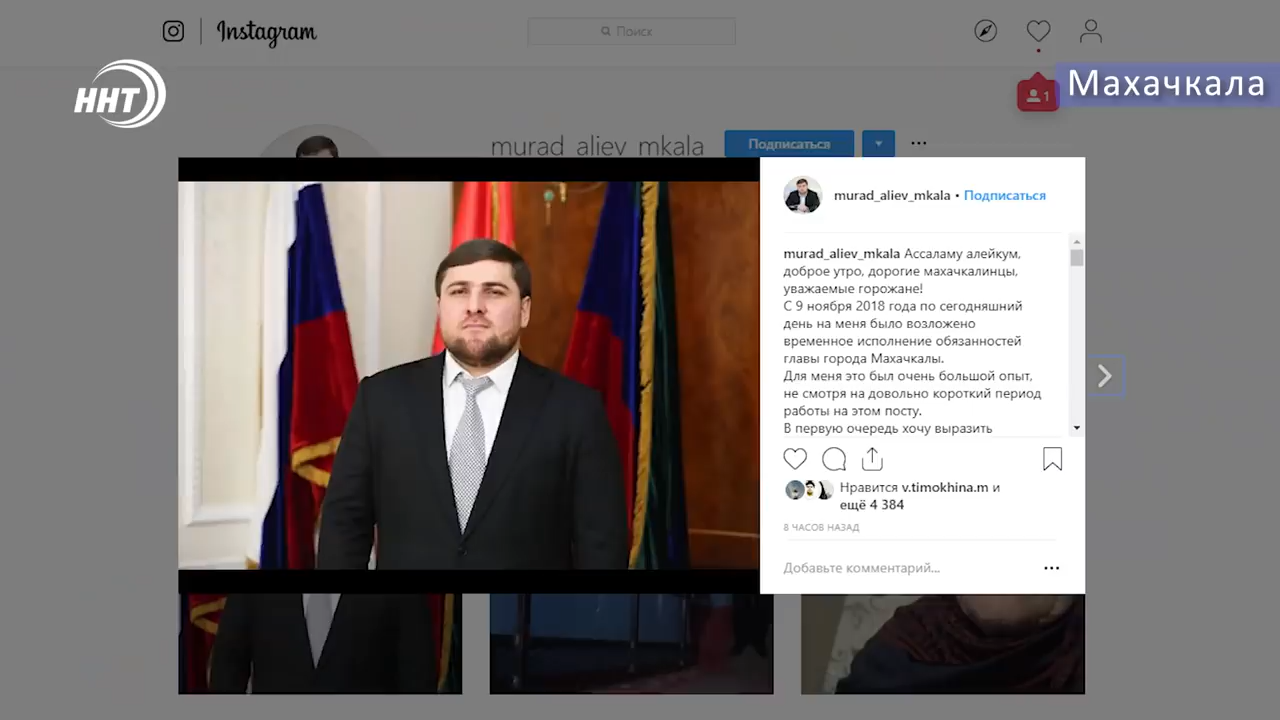 Instagram
Поиск
ННТ
Махачкала
1
murad_aliev_mkala
Подписаться
murad_aliev_mkala • Подписаться
murad_aliev_mkala Ассаламу алейкум,
доброе утро, дорогие махачкалинцы,
уважаемые горожане!
С 9 ноября 2018 года по сегодняшний
день на меня было возложено
временное исполнение обязанностей
главы города Махачкалы.
Для меня это был очень большой опыт,
не смотря на довольно короткий период
работы на этом посту.
В первую очередь хочу выразить
Нравится v.timokhina.m и
ещё 4 384
8 ЧАСОВ НАЗАД
Добавьте комментарий...